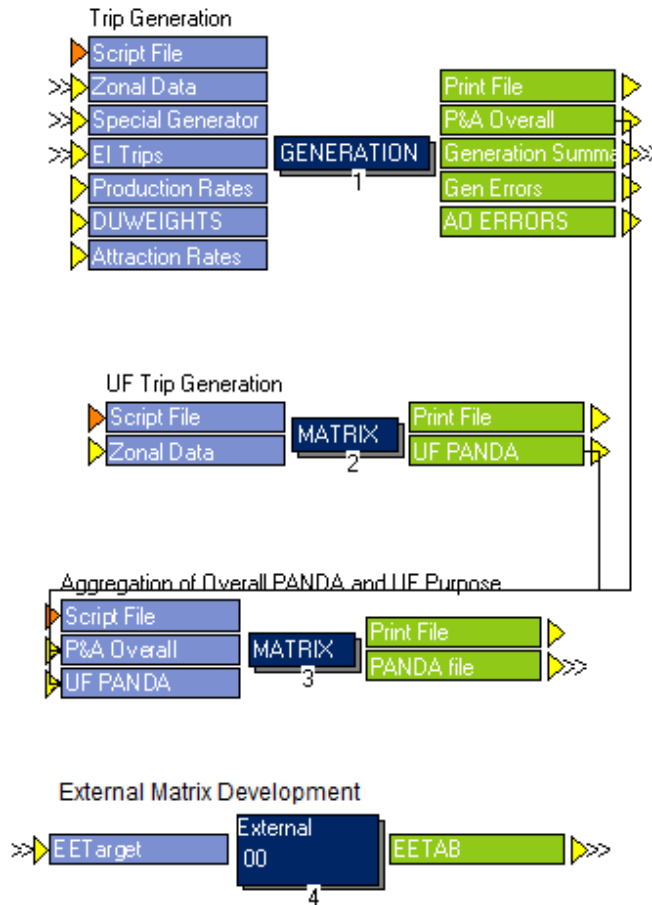 Trip Generation
Script File
Zonal Data
Print File
Special Generator
P&A Overall
EI Trips
GENERATION
Generation Summa
1
Production Rates
Gen Errors
DUWEIGHTS
AO ERRORS
Attraction Rates
UF Trip Generation
Script File
Print File
MATRIX
Zonal Data
UF PANDA
2
Aggregation of Overall PANDA and UF Purpose
Script File
Print File
P&A Overall
MATRIX
PANDA file
3
UF PANDA
External Matrix Development
External
00
EETarget
EETAB
4